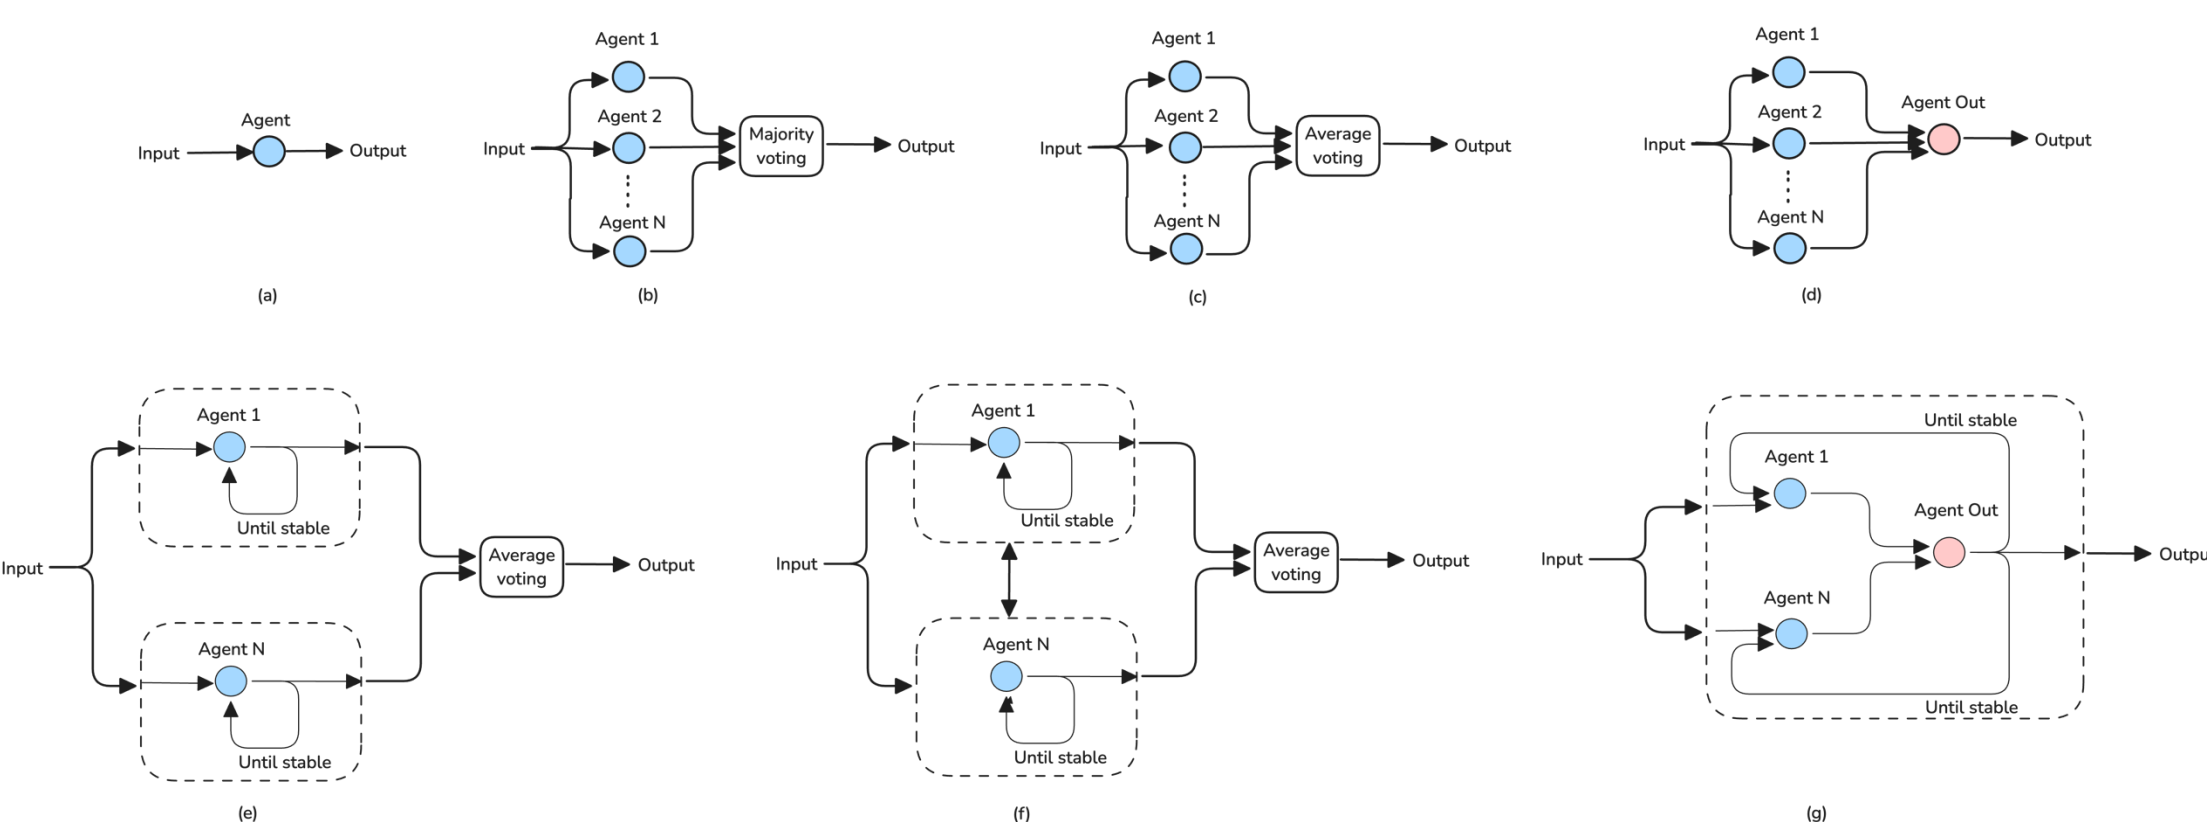 Agent
Input
Output
(a)
Agent 1
Agent 2
Input
Majority
voting
Output
Agent N
(b)
Agent 1
Agent 2
Input
Average
voting
Output
Agent N
(c)
Agent 1
Agent Out
Agent 2
Input
Output
Agent N
(d)
Agent 1
Until stable
Input
Average
voting
Output
Agent N
Until stable
(e)
Agent 1
Until stable
Input
Average
voting
Output
Agent N
Until stable
(f)
Until stable
Agent 1
Agent Out
Input
Outpu
Agent N
Until stable
(g)